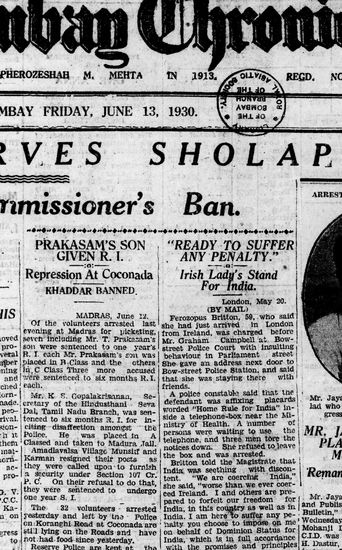 mbay Chronic
PHEROZESHAH M. MEHTA IN 1913.
REGD. NO
MBAY FRIDAY, JUNE 13, 1930.
RVES SHOLAP
mmissioner's Ban.
PRAKASAM'S SON
GIVEN R. I.
Repression At Coconada
KHADDAR BANNED.
MADRAS, June 12.
Of the volunteers arrested last
evening at Madras for picketing,
seven including Mr. T. Prakasam's
son were sentenced to one year's
R. I. each Mr. Prakasam's son was
placed in B Class and the others
in C Class Three more accused
were sentenced to six months R. I.
each.
Mr. K. S. Gopalkrisanan, Sec-
retary of the Hindusthani Seva
Dal, Tamil Nadu Branch, was sen-
tenced to six months R. I. for in-
citing disaffection amongst the
Police. He was placed in A
Classed and taken to Madura Jail.
Amadlavalsa Village Munsif and
Karman resigned their posts as
they were called upon to furnish
a security under Section 107 Cr.
P. C. On their refusal to do that,
they were sentenced to undergo
one year S. I.
The 32 volunteers arrested
yesterday and left by the Police
on Koranghi Road at Coconada are
still lying on the Roads and have
not had food since yesterday.
Reserve Police are kept at the
"READY TO SUFFER
ANY PENALTY."
Irish Lady's Stand
For India.
London, May 20.
(BY MAIL)
Ferozopus Britton, 59, who said
she had just arrived in London
from Ireland, was charged before
Mr. Graham Campbell at Bow-
street Police Court with insulting
behaviour in Parliament street
She gave an address next door to
Bow-street Police Station, and said
that she was staying there with
friends.
A police constable said that the
defendant was affixing placards
worded "Home Rule for India" in-
side a telephone-box near the Min-
istry of Health. A number of
persons were waiting to use the
telephone, and three men tore the
notices down. She refused to leave
the box and was arrested.
Britton told the Magistrate that
India was seething with discon-
tent. "We are coercing India,"
she said, "worse than we ever coer-
ced Ireland. I and others are pre-
pared to forfeit our freedom for
India, in this country as well as in
India. I am here to suffer any pe-
nalty you choose to impose on me
on behalf of Dominion Status for
India, which is in full accordance
with the promises and principles
ARREST
Mr. Jaya
lad who
gress
MR. J
PLA
M
Reman
Mr. Jaya
and Publis
Bulletin,"
Wednesday
Mohanji D
C.I.D. was
H. Dastur,